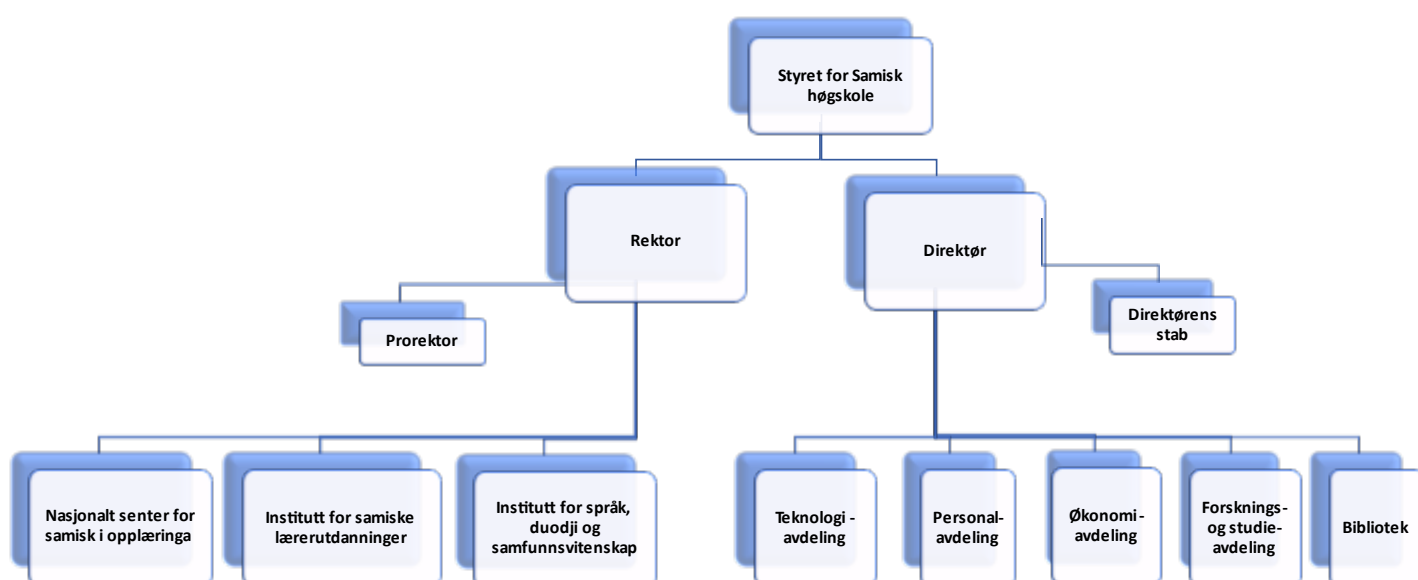 Styret for Samisk
høgskole
Rektor
Direktør
Prorektor
Direktørens
stab
Nasjonalt senter for
samisk i opplæringa
Institutt for samiske
lærerutdanninger
Institutt for språk,
duodji og
samfunnsvitenskap
Teknologi -
avdeling
Personal-
avdeling
Økonomi-
avdeling
Forsknings-
og studie-
avdeling
Bibliotek